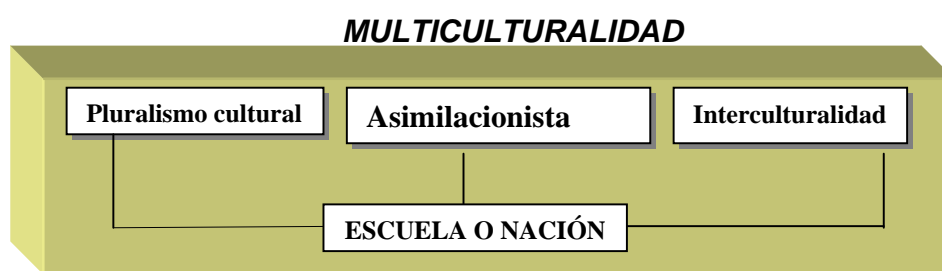 MULTICULTURALIDAD
Pluralismo cultural
Asimilacionista
Interculturalidad
ESCUELA O NACIÓN